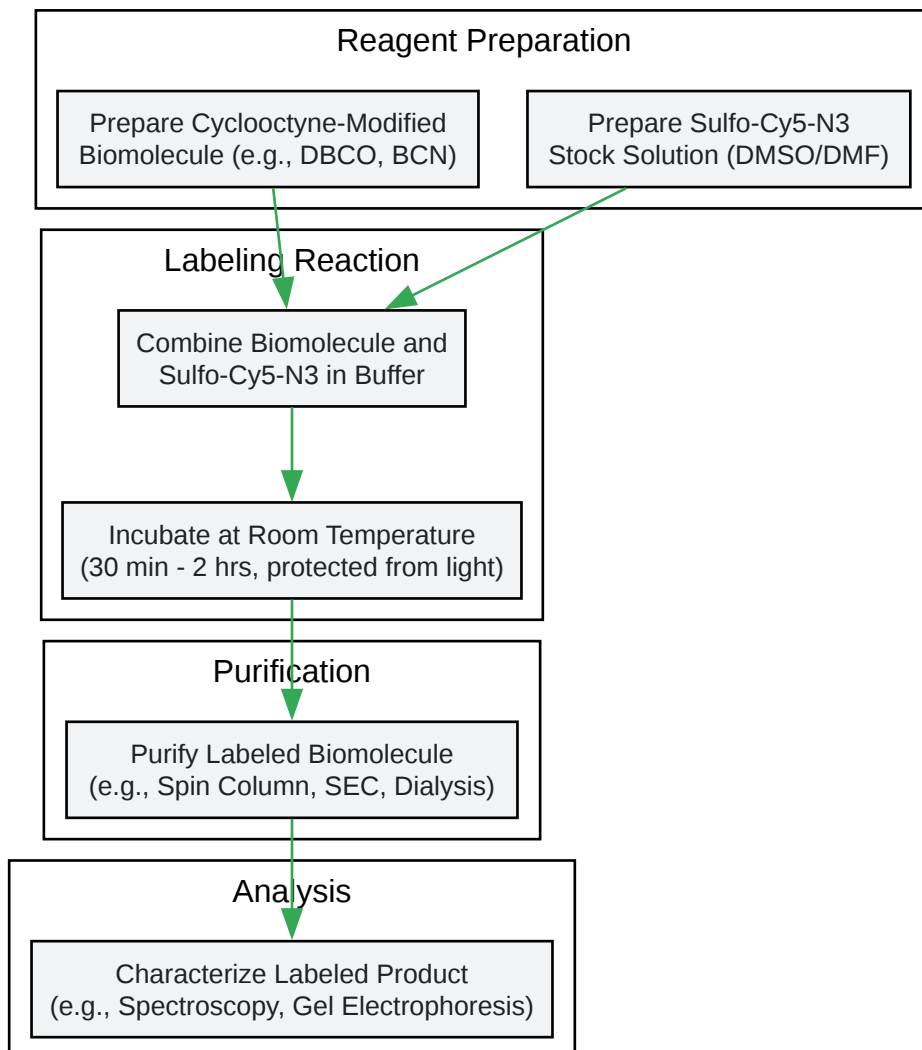 Reagent Preparation
Prepare Cyclooctyne-Modified
Biomolecule (e.g., DBCO, BCN)
Prepare Sulfo-Cy5-N3
Stock Solution (DMSO/DMF)
Labeling Reaction
Combine Biomolecule and
Sulfo-Cy5-N3 in Buffer
Incubate at Room Temperature
(30 min - 2 hrs, protected from light)
Purification
Purify Labeled Biomolecule
(e.g., Spin Column, SEC, Dialysis)
Analysis
Characterize Labeled Product
(e.g., Spectroscopy, Gel Electrophoresis)